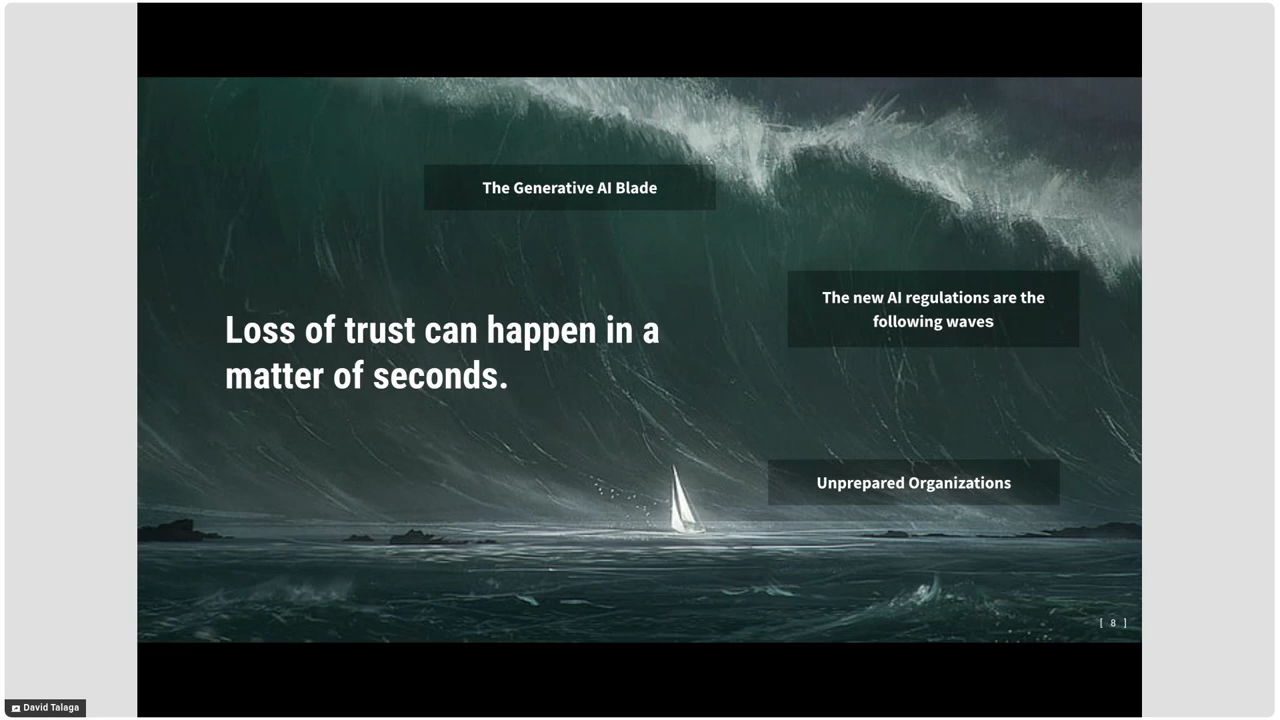 The Generative AI Blade
The new AI regulations are the
following waves
Loss of trust can happen in a
matter of seconds.
Unprepared Organizations
[ 8 ]
David Talaga